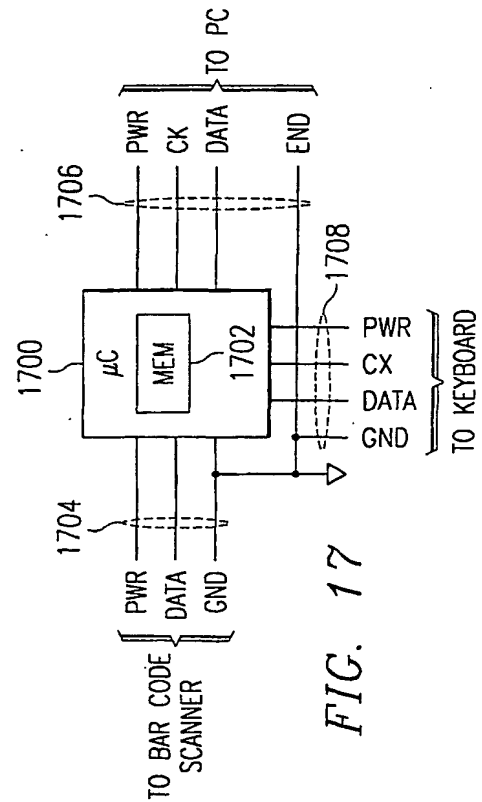 1700
µC
MEM
1702
1704
PWR
DATA
GND
TO BAR CODE
SCANNER
1706
PWR
CK
DATA
END
TO PC
1708
PWR
CX
DATA
GND
TO KEYBOARD
FIG. 17